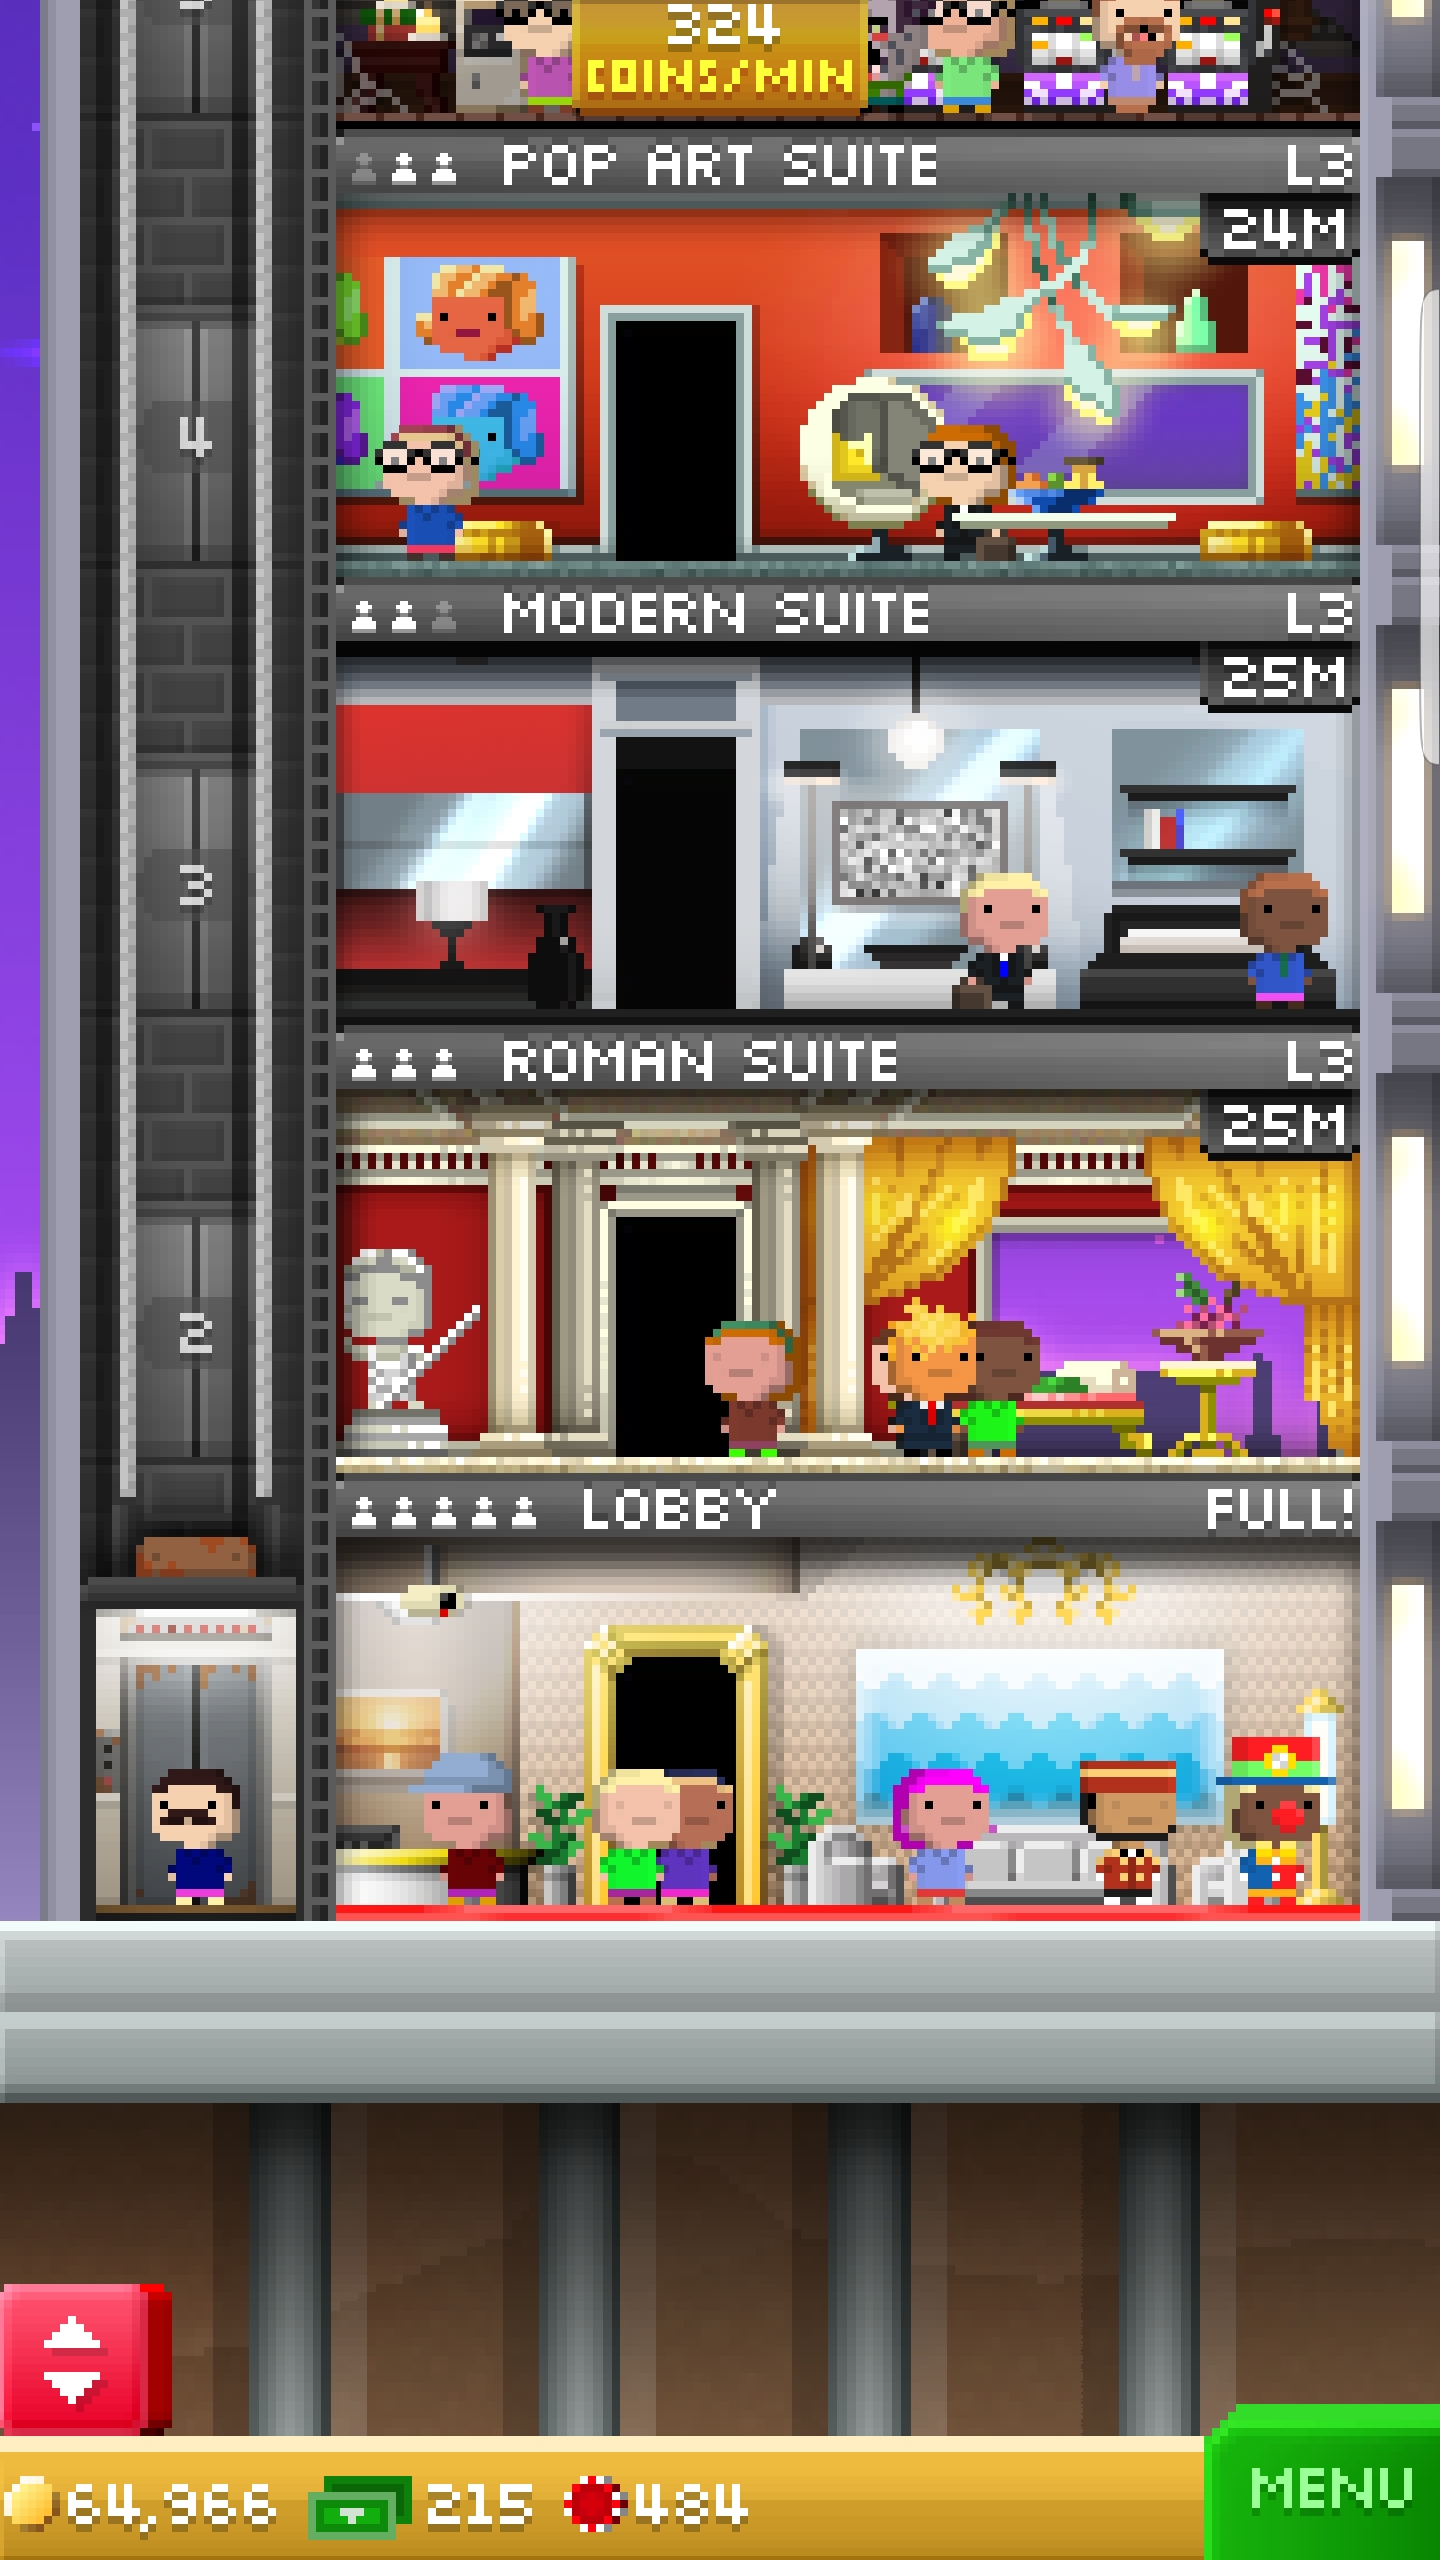 324
COINS/MIN
POP ART SUITE L3
24M
4
MODERN SUITE L3
25M
3
ROMAN SUITE L3
25M
2
LOBBY FULL!
64,966 215 484
MENU